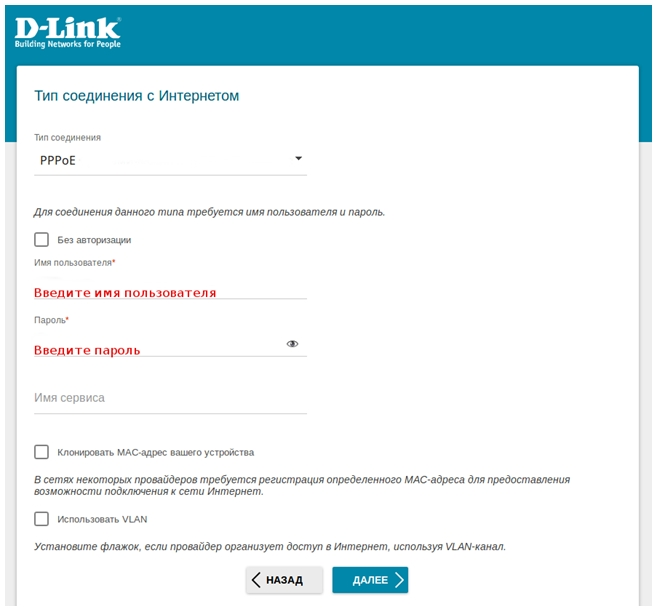 D-Link®
Building Networks for People
Тип соединения с Интернетом
Тип соединения
PPPoE
Для соединения данного типа требуется имя пользователя и пароль.
Без авторизации
Имя пользователя*
Введите имя пользователя
Пароль*
Введите пароль
Имя сервиса
Клонировать MAC-адрес вашего устройства
В сетях некоторых провайдеров требуется регистрация определенного MAC-адреса для предоставления
возможности подключения к сети Интернет.
Использовать VLAN
Установите флажок, если провайдер организует доступ в Интернет, используя VLAN-канал.
НАЗАД
ДАЛЕЕ